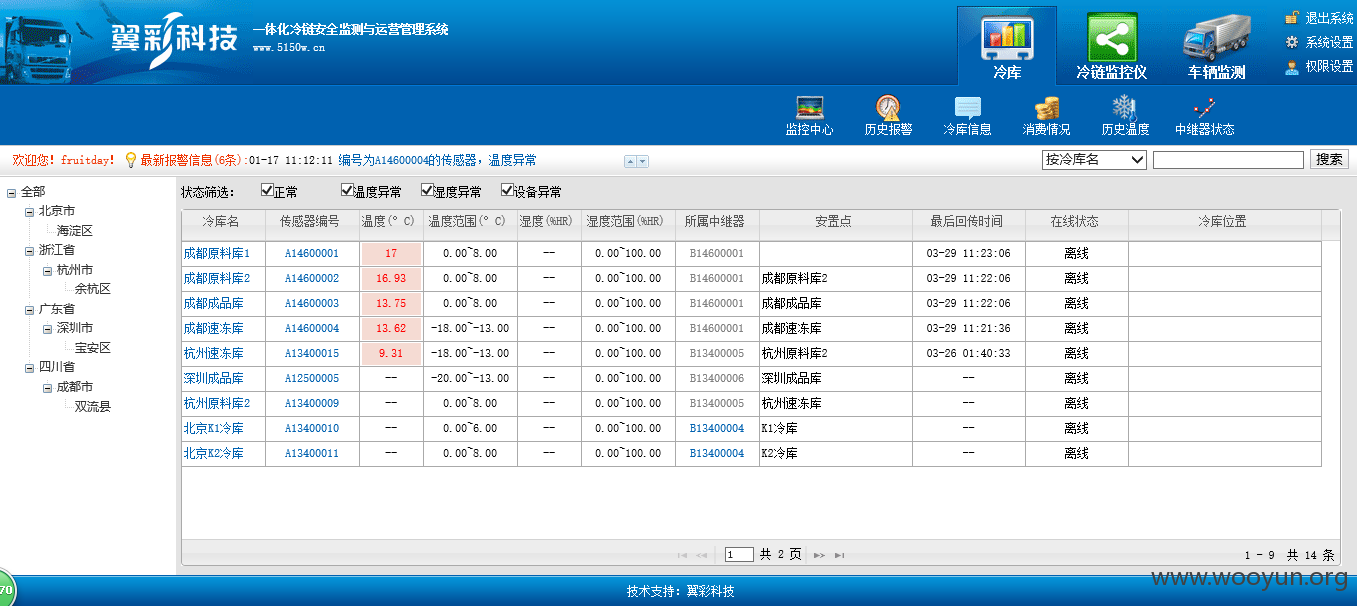 翼彩科技 一体化冷链安全监测与运营管理系统
www.5150w.cn
冷库 冷链监控仪 车辆监测
退出系统
系统设置
权限设置
监控中心 历史报警 冷库信息 消费情况 历史温度 中继器状态
欢迎您! fruitday! 最新报警信息(6条):01-17 11:12:11 编号为A14600004的传感器，温度异常 按冷库名 搜索
全部
北京市
海淀区
浙江省
杭州市
余杭区
广东省
深圳市
宝安区
四川省
成都市
双流县
状态筛选: 正常 温度异常 湿度异常 设备异常
冷库名 传感器编号 温度(° C) 温度范围(° C) 湿度(%HR) 湿度范围(%HR) 所属中继器 安置点 最后回传时间 在线状态 冷库位置
成都原料库1 A14600001 17 0.00~8.00 -- 0.00~100.00 B14600001 03-29 11:23:06 离线
成都原料库2 A14600002 16.93 0.00~8.00 -- 0.00~100.00 B14600001 成都原料库2 03-29 11:22:06 离线
成都成品库 A14600003 13.75 0.00~8.00 -- 0.00~100.00 B14600001 成都成品库 03-29 11:22:06 离线
成都速冻库 A14600004 13.62 -18.00~-13.00 -- 0.00~100.00 B14600001 成都速冻库 03-29 11:21:36 离线
杭州速冻库 A13400015 9.31 -18.00~-13.00 -- 0.00~100.00 B13400005 杭州原料库2 03-26 01:40:33 离线
深圳成品库 A12500005 -- -20.00~-13.00 -- 0.00~100.00 B13400006 深圳成品库 -- 离线
杭州原料库2 A13400009 -- 0.00~8.00 -- 0.00~100.00 B13400005 杭州速冻库 -- 离线
北京K1冷库 A13400010 -- 0.00~6.00 -- 0.00~100.00 B13400004 K1冷库 -- 离线
北京K2冷库 A13400011 -- 0.00~8.00 -- 0.00~100.00 B13400004 K2冷库 -- 离线
1 共 2 页
1 - 9 共 14 条
70
www.wooyun.org
技术支持: 翼彩科技